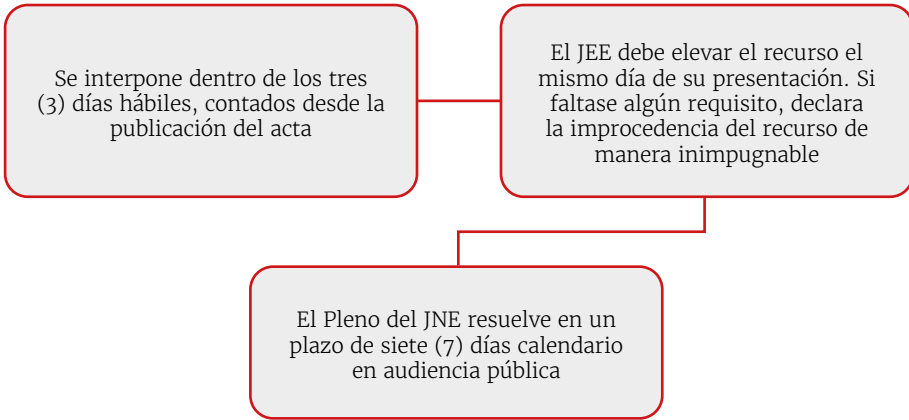 Se interpone dentro de los tres
(3) días hábiles, contados desde la
publicación del acta
El JEE debe elevar el recurso el
mismo día de su presentación. Si
faltase algún requisito, declara
la improcedencia del recurso de
manera inimpugnable
El Pleno del JNE resuelve en un
plazo de siete (7) días calendario
en audiencia pública